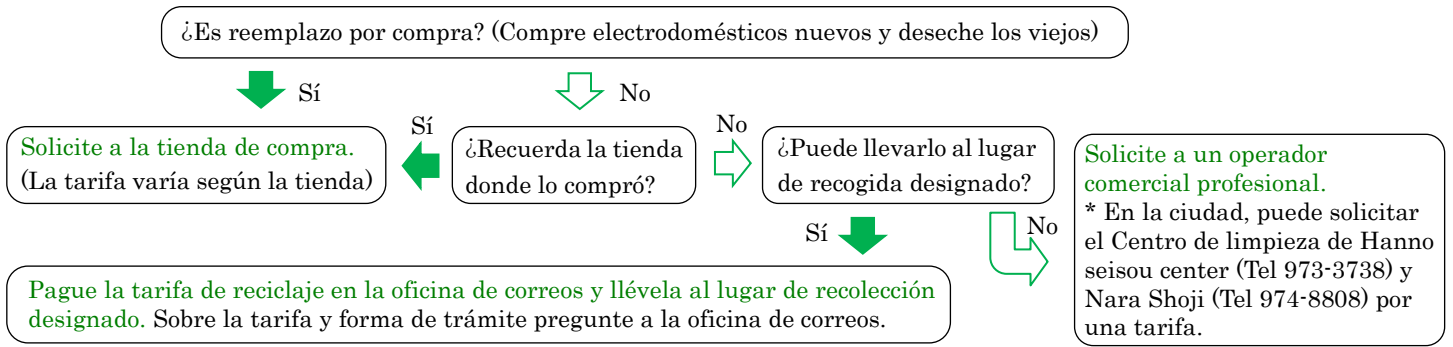 ¿Es reemplazo por compra? (Compre electrodomésticos nuevos y deseche los viejos)
Sí
No
Solicite a la tienda de compra.
(La tarifa varía según la tienda)
Sí
¿Recuerda la tienda
donde lo compró?
No
¿Puede llevarlo al lugar
de recogida designado?
Sí
No
Solicite a un operador
comercial profesional.
* En la ciudad, puede solicitar
el Centro de limpieza de Hanno
seisou center (Tel 973-3738) y
Nara Shoji (Tel 974-8808) por
una tarifa.
Pague la tarifa de reciclaje en la oficina de correos y llévela al lugar de recolección
designado. Sobre la tarifa y forma de trámite pregunte a la oficina de correos.